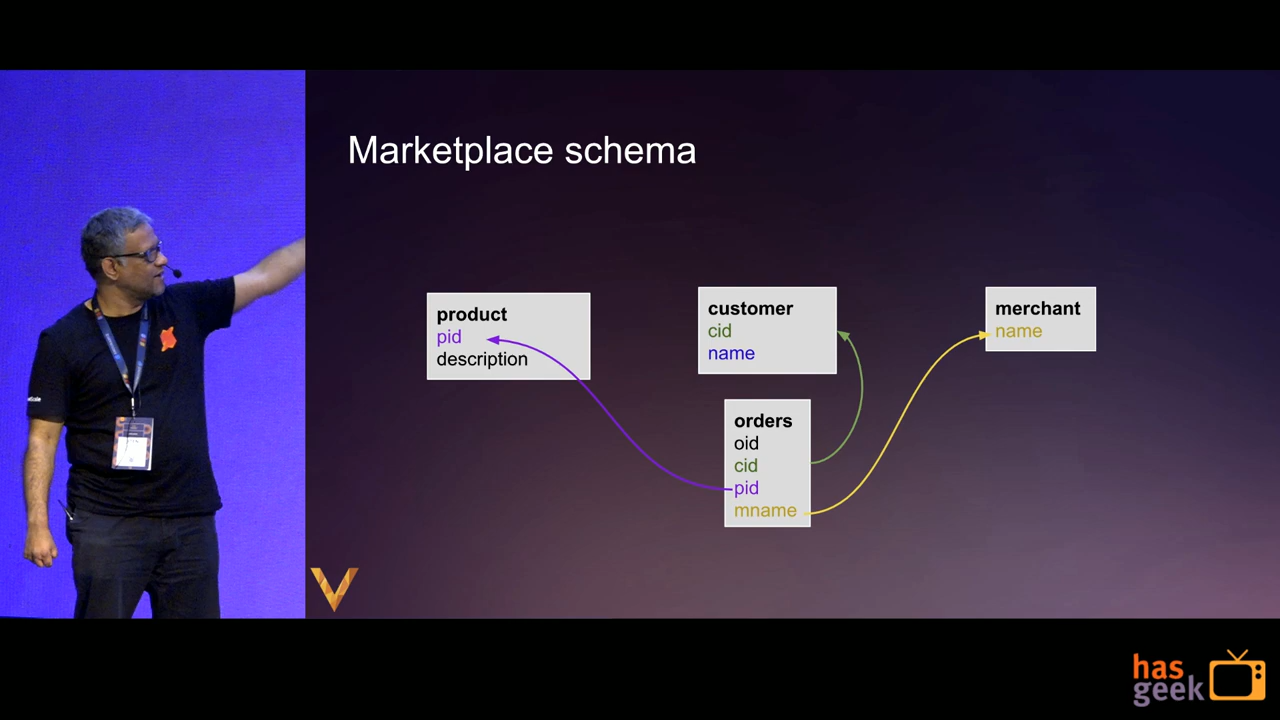 Marketplace schema
product
pid
description
customer
cid
name
merchant
name
orders
oid
cid
pid
mname
has
geek